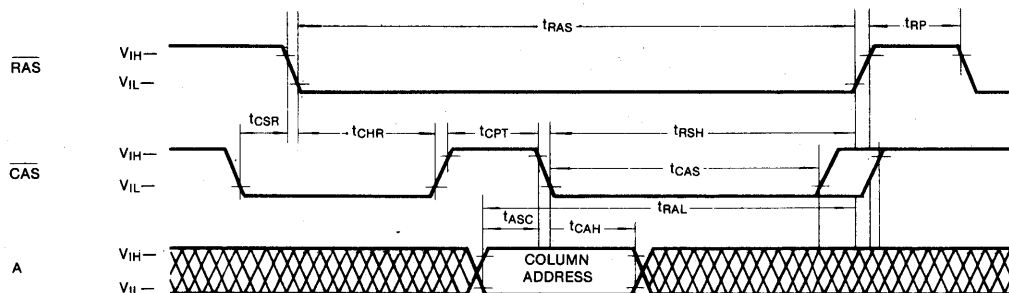 tRAS
tRP
RAS
VIH—
VIL—
tCSR
tCHR
tCPT
tRSH
CAS
VIH—
VIL—
tCAS
tRAL
tASC
tCAH
A
VIH—
VIL
COLUMN
ADDRESS